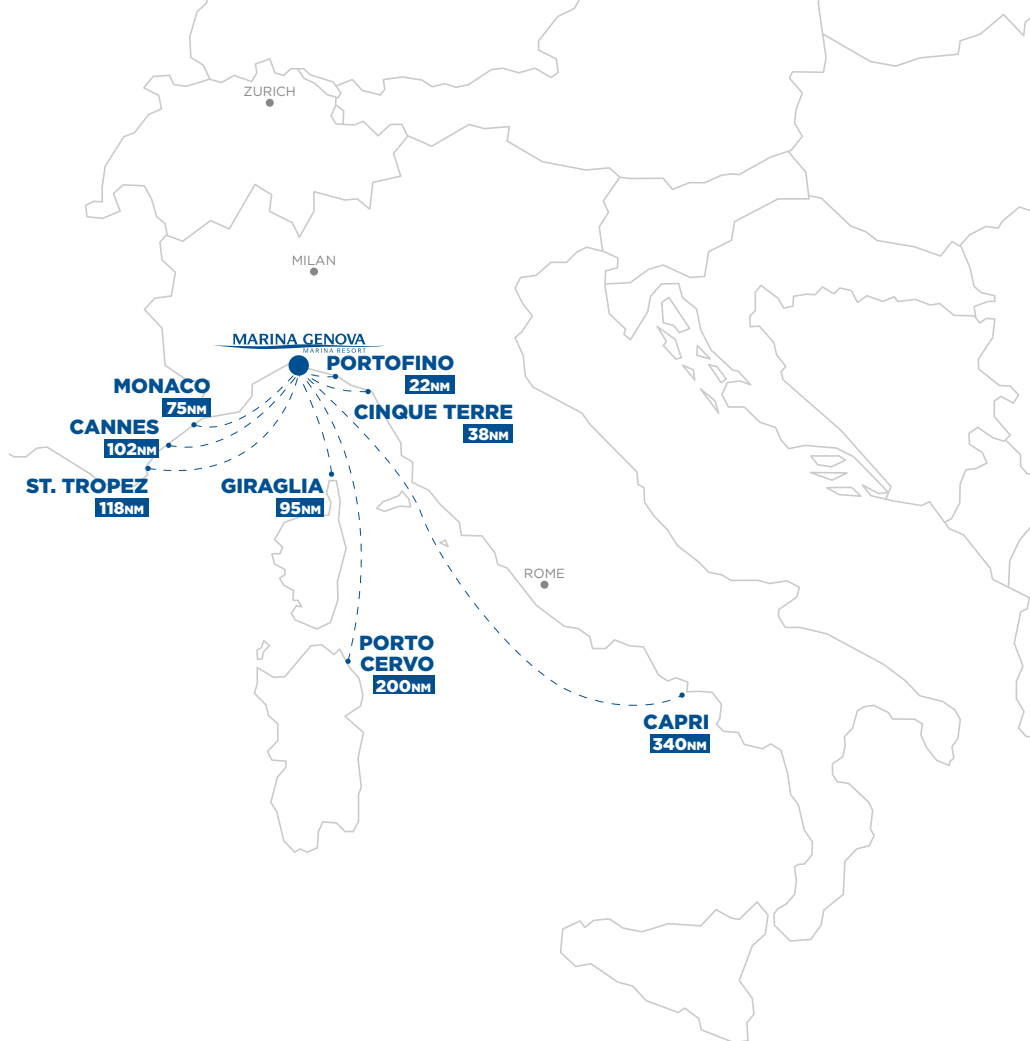 ZURICH
MILAN
MARINA GENOVA
MARINA RESORT
PORTOFINO
22NM
MONACO
75NM
CINQUE TERRE
38NM
CANNES
102NM
ST. TROPEZ
118NM
GIRAGLIA
95NM
ROME
PORTO
CERVO
200NM
CAPRI
340NM